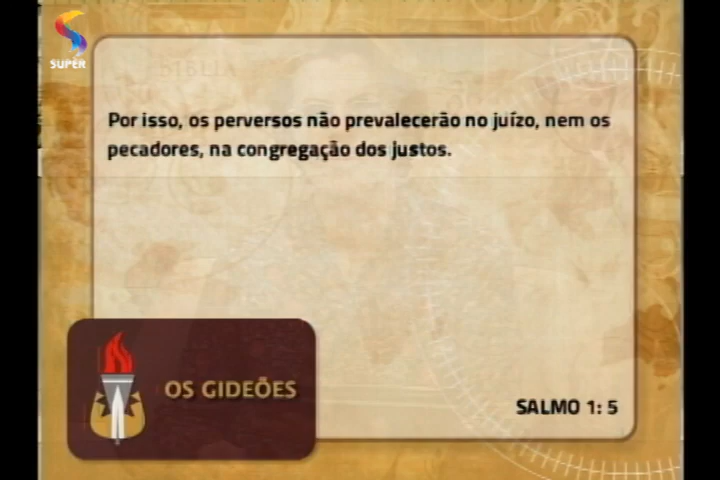 SUPER
BÍBLIA
Por isso, os perversos não prevalecerão no juízo, nem os
pecadores, na congregação dos justos.
OS GIDEÕES
SALMO 1: 5